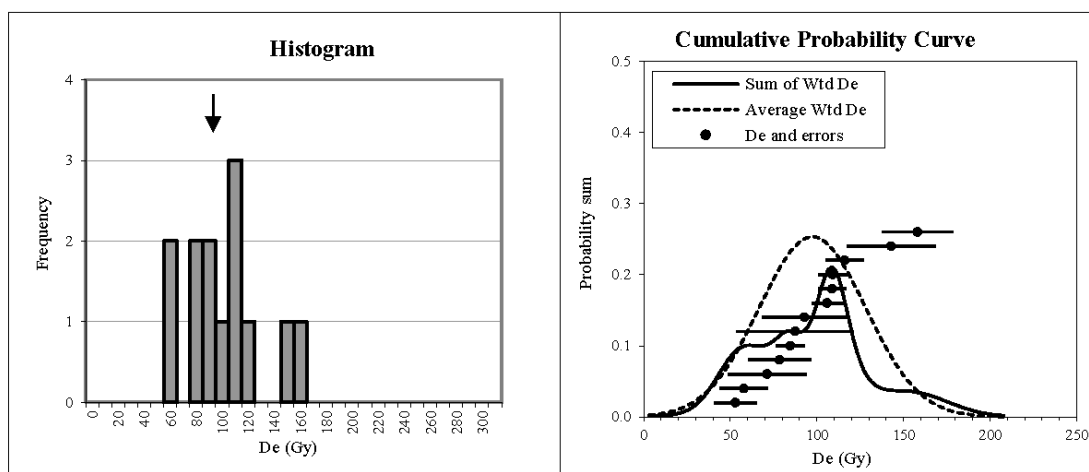 Histogram
4
3
2
1
0
Frequency
0
20
40
60
80
100
120
140
160
180
200
220
240
260
280
300
De (Gy)
Cumulative Probability Curve
Sum of Wtd De
Average Wtd De
De and errors
0.5
0.4
0.3
0.2
0.1
0.0
Probability sum
0 50 100 150 200 250
De (Gy)